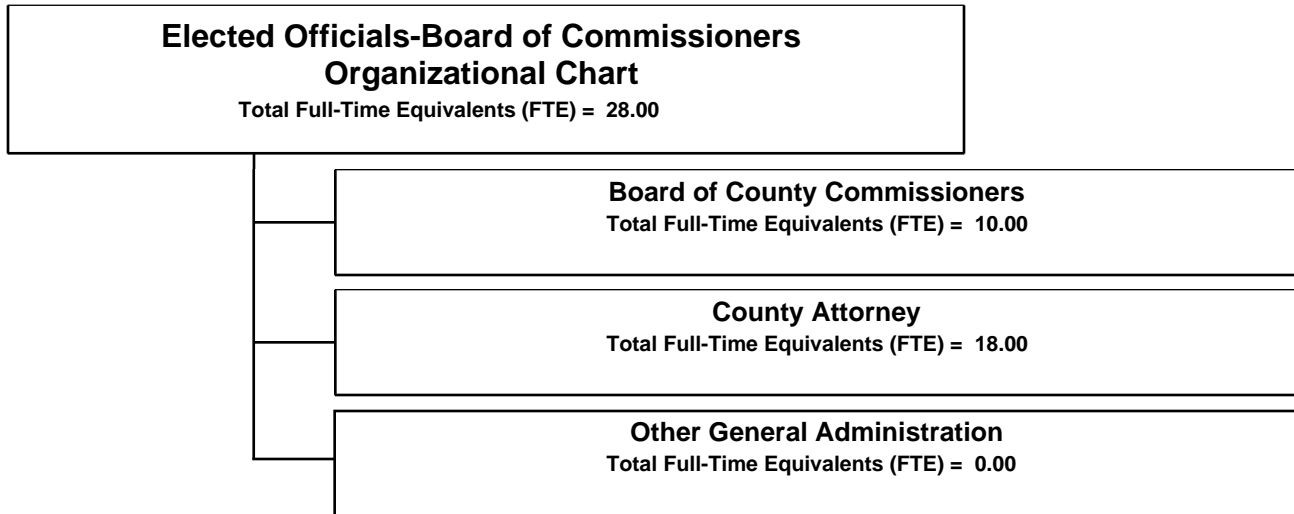 Elected Officials-Board of Commissioners
Organizational Chart
Total Full-Time Equivalents (FTE) = 28.00
Board of County Commissioners
Total Full-Time Equivalents (FTE) = 10.00
County Attorney
Total Full-Time Equivalents (FTE) = 18.00
Other General Administration
Total Full-Time Equivalents (FTE) = 0.00